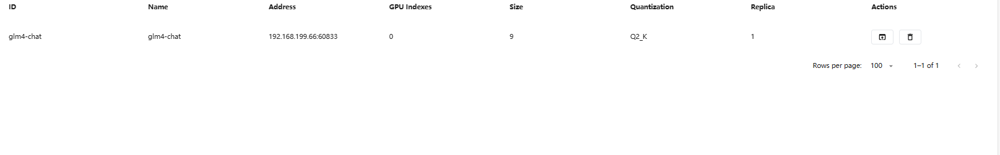 ID Name Address GPU Indexes Size Quantization Replica Actions
glm4-chat glm4-chat 192.168.199.66:60833 0 9 Q2_K 1
Rows per page: 100 1–1 of 1